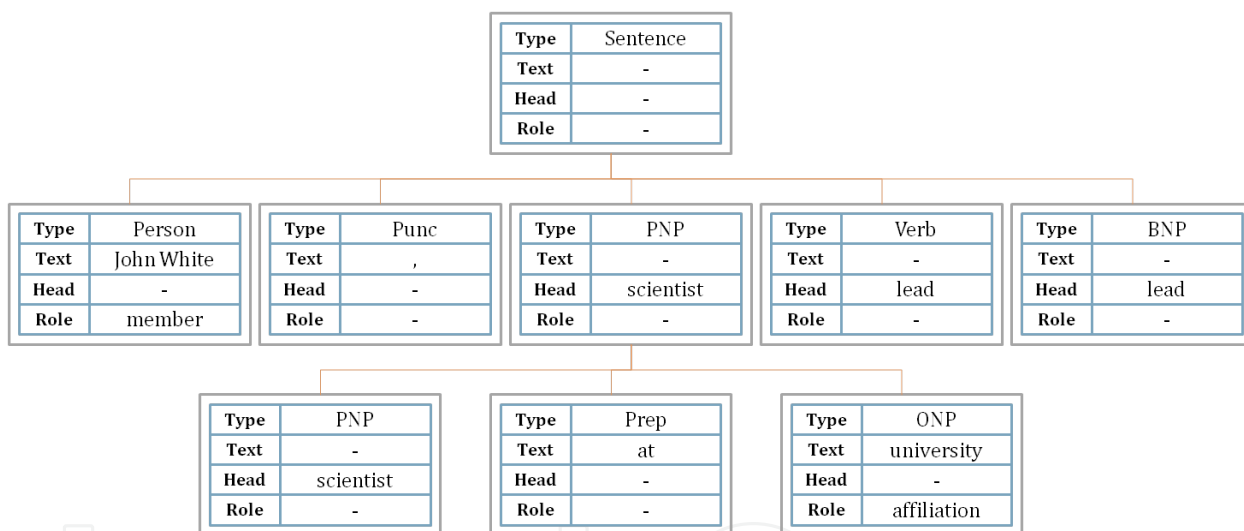 Type Sentence
Text -
Head -
Role -
Type Person
Text John White
Head -
Role member
Type Punc
Text ,
Head -
Role -
Type PNP
Text -
Head scientist
Role -
Type Verb
Text -
Head lead
Role -
Type BNP
Text -
Head lead
Role -
Type PNP
Text -
Head scientist
Role -
Type Prep
Text at
Head -
Role -
Type ONP
Text university
Head -
Role affiliation